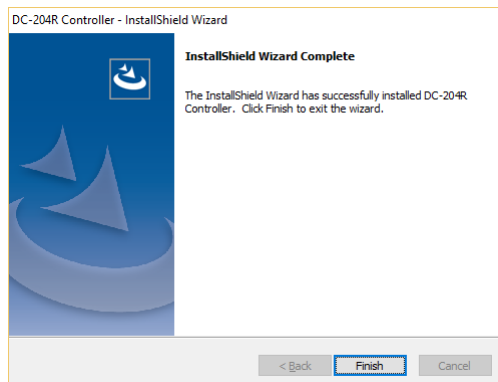 DC-204R Controller - InstallShield Wizard
InstallShield Wizard Complete
The InstallShield Wizard has successfully installed DC-204R
Controller. Click Finish to exit the wizard.
< Back
Finish
Cancel